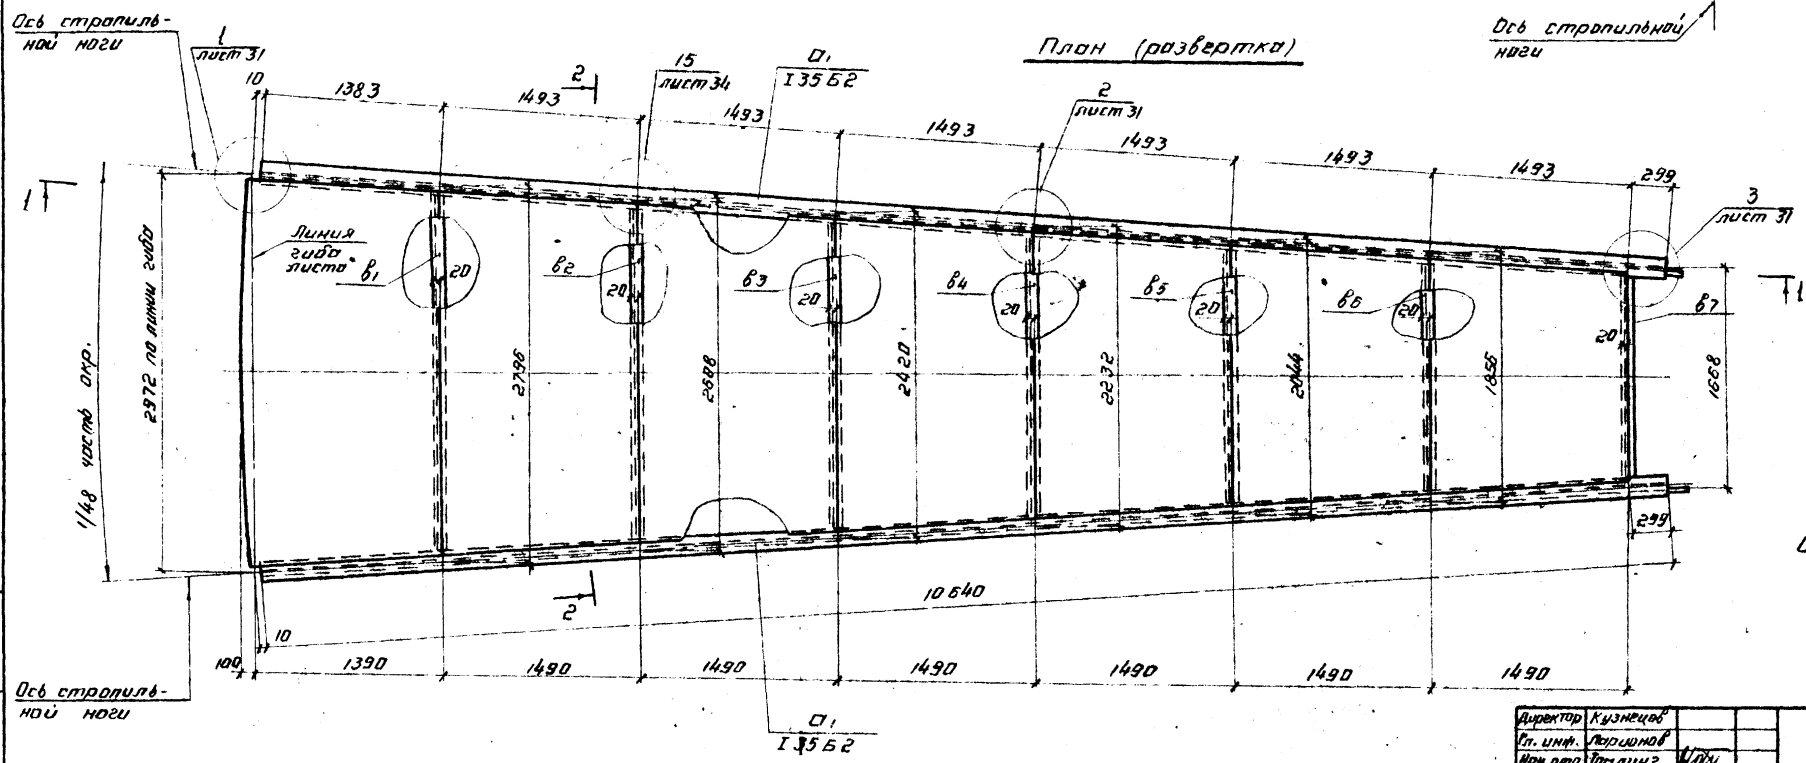 Ось стропиль-
ной ноги
1
лист 31
План (развертка)
Ось стропильной
ноги
15
лист 34
а1
I 35 Б2
2
2
лист 31
10
1383
1493
1493
1493
1493
1493
1493
299
3
лист 31
1
1
Линия
гиба
листа
в1
20
в2
20
в3
20
в4
20
в5
20
в6
20
в7
20
1/48 часть окр.
2972 по линии гиба
2796
2608
2420
2232
2044
1856
1668
299
10640
2
10
100
1390
1490
1490
1490
1490
1490
1490
Ось стропиль-
ной ноги
а1
I 35 Б2
Директор Кузнецов
Гл. инж. Ларионов